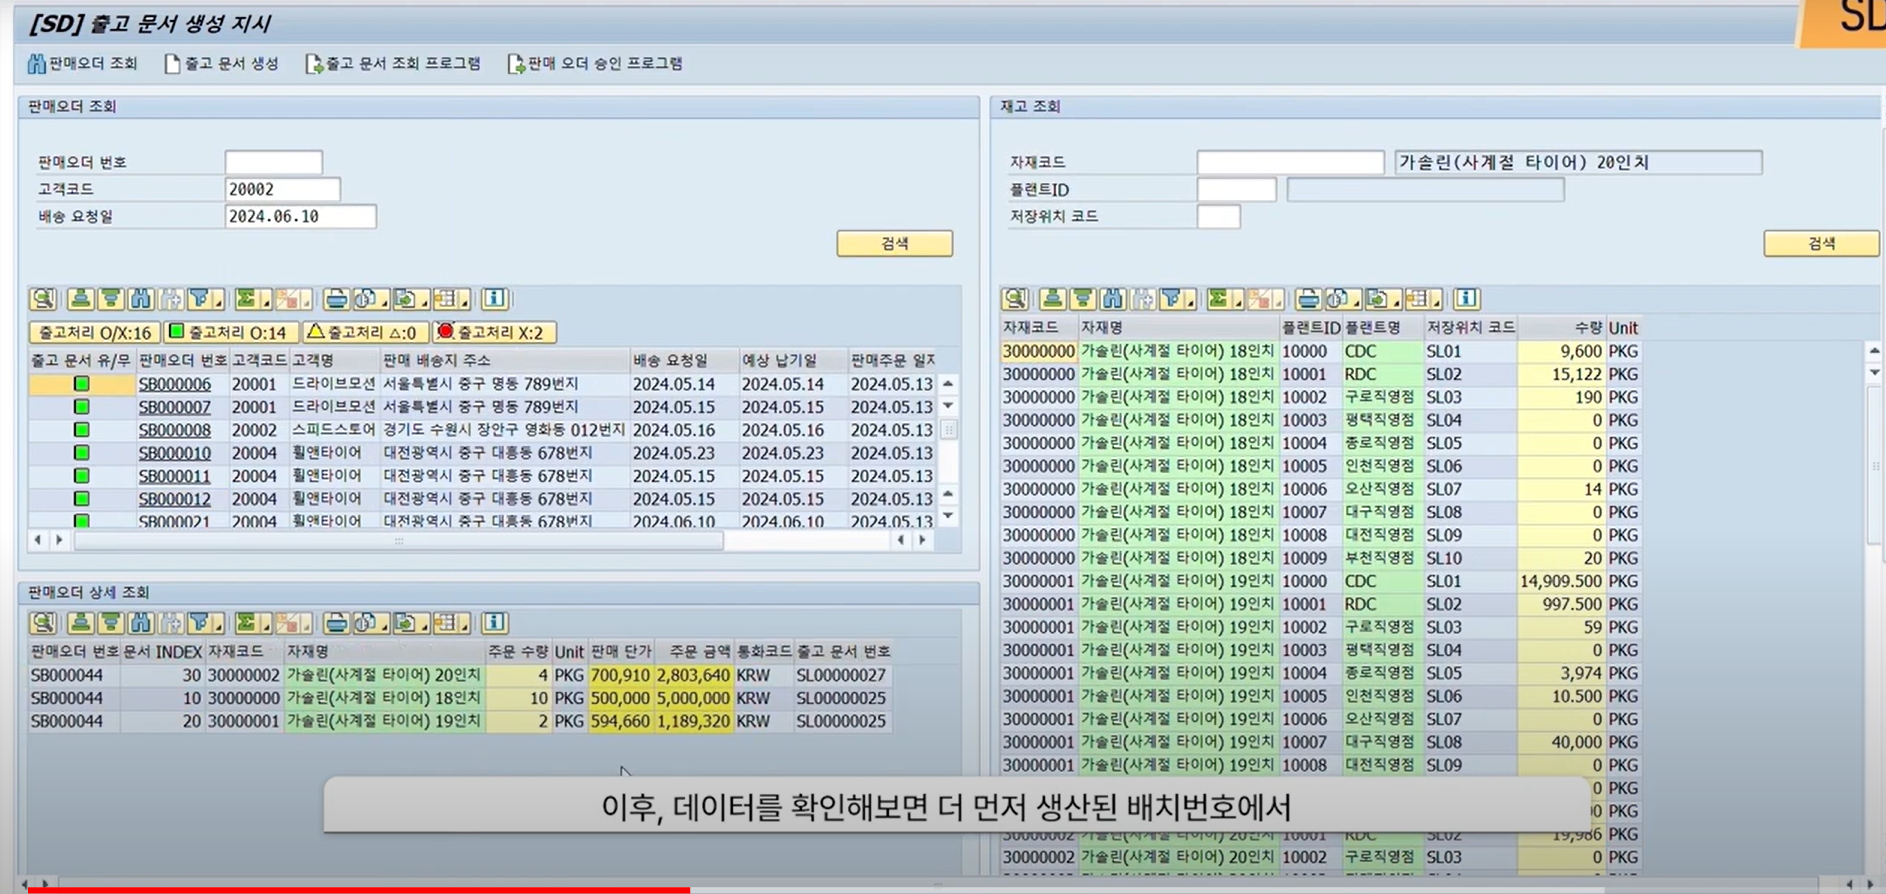 [SD] 출고 문서 생성 지시
SD
판매오더 조회 출고 문서 생성 출고 문서 조회 프로그램 판매 오더 승인 프로그램
판매오더 조회
판매오더 번호
고객코드 20002
배송 요청일 2024.06.10
검색
출고처리 O/X:16 출고처리 O:14 출고처리 △:0 출고처리 X:2
출고 문서 유/무 판매오더 번호 고객코드 고객명 판매 배송지 주소 배송 요청일 예상 납기일 판매주문 일자
SB000006 20001 드라이브모션 서울특별시 중구 명동 789번지 2024.05.14 2024.05.14 2024.05.13
SB000007 20001 드라이브모션 서울특별시 중구 명동 789번지 2024.05.15 2024.05.15 2024.05.13
SB000008 20002 스피드스토어 경기도 수원시 장안구 영화동 012번지 2024.05.16 2024.05.16 2024.05.13
SB000010 20004 휠앤타이어 대전광역시 중구 대흥동 678번지 2024.05.23 2024.05.23 2024.05.13
SB000011 20004 휠앤타이어 대전광역시 중구 대흥동 678번지 2024.05.15 2024.05.15 2024.05.13
SB000012 20004 휠앤타이어 대전광역시 중구 대흥동 678번지 2024.05.15 2024.05.15 2024.05.13
SB000021 20004 휠앤타이어 대전광역시 중구 대흥동 678번지 2024.06.10 2024.06.10 2024.05.13
판매오더 상세 조회
판매오더 번호 문서 INDEX 자재코드 자재명 주문 수량 Unit 판매 단가 주문 금액 통화코드 출고 문서 번호
SB000044 30 30000002 가솔린(사계절 타이어) 20인치 4 PKG 700,910 2,803,640 KRW SL00000027
SB000044 10 30000000 가솔린(사계절 타이어) 18인치 10 PKG 500,000 5,000,000 KRW SL00000025
SB000044 20 30000001 가솔린(사계절 타이어) 19인치 2 PKG 594,660 1,189,320 KRW SL00000025
재고 조회
자재코드 가솔린(사계절 타이어) 20인치
플랜트ID
저장위치 코드
검색
자재코드 자재명 플랜트ID 플랜트명 저장위치 코드 수량 Unit
30000000 가솔린(사계절 타이어) 18인치 10000 CDC SL01 9,600 PKG
30000000 가솔린(사계절 타이어) 18인치 10001 RDC SL02 15,122 PKG
30000000 가솔린(사계절 타이어) 18인치 10002 구로직영점 SL03 190 PKG
30000000 가솔린(사계절 타이어) 18인치 10003 평택직영점 SL04 0 PKG
30000000 가솔린(사계절 타이어) 18인치 10004 종로직영점 SL05 0 PKG
30000000 가솔린(사계절 타이어) 18인치 10005 인천직영점 SL06 0 PKG
30000000 가솔린(사계절 타이어) 18인치 10006 오산직영점 SL07 14 PKG
30000000 가솔린(사계절 타이어) 18인치 10007 대구직영점 SL08 0 PKG
30000000 가솔린(사계절 타이어) 18인치 10008 대전직영점 SL09 0 PKG
30000000 가솔린(사계절 타이어) 18인치 10009 부천직영점 SL10 20 PKG
30000001 가솔린(사계절 타이어) 19인치 10000 CDC SL01 14,909.500 PKG
30000001 가솔린(사계절 타이어) 19인치 10001 RDC SL02 997.500 PKG
30000001 가솔린(사계절 타이어) 19인치 10002 구로직영점 SL03 59 PKG
30000001 가솔린(사계절 타이어) 19인치 10003 평택직영점 SL04 0 PKG
30000001 가솔린(사계절 타이어) 19인치 10004 종로직영점 SL05 3,974 PKG
30000001 가솔린(사계절 타이어) 19인치 10005 인천직영점 SL06 10.500 PKG
30000001 가솔린(사계절 타이어) 19인치 10006 오산직영점 SL07 0 PKG
30000001 가솔린(사계절 타이어) 19인치 10007 대구직영점 SL08 40,000 PKG
30000001 가솔린(사계절 타이어) 19인치 10008 대전직영점 SL09 0 PKG
0 PKG
PKG
30000002 가솔린(사계절 타이어) 20인치 10001 RDC SL02 19,986 PKG
30000002 가솔린(사계절 타이어) 20인치 10002 구로직영점 SL03 0 PKG
이후, 데이터를 확인해보면 더 먼저 생산된 배치번호에서